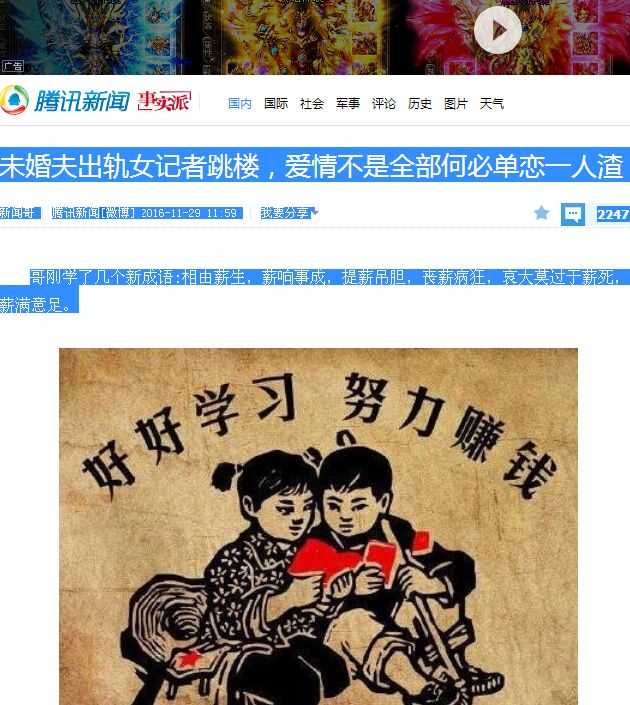 广告
腾讯新闻 事实派 国内 国际 社会 军事 评论 历史 图片 天气
未婚夫出轨女记者跳楼，爱情不是全部何必单恋一人渣
新闻哥 腾讯新闻[微博] 2016-11-29 11:59 我要分享 2247
哥刚学了几个新成语:相由薪生，薪响事成，提薪吊胆，丧薪病狂，哀大莫过于薪死，
薪满意足。
好好学习 努力赚钱